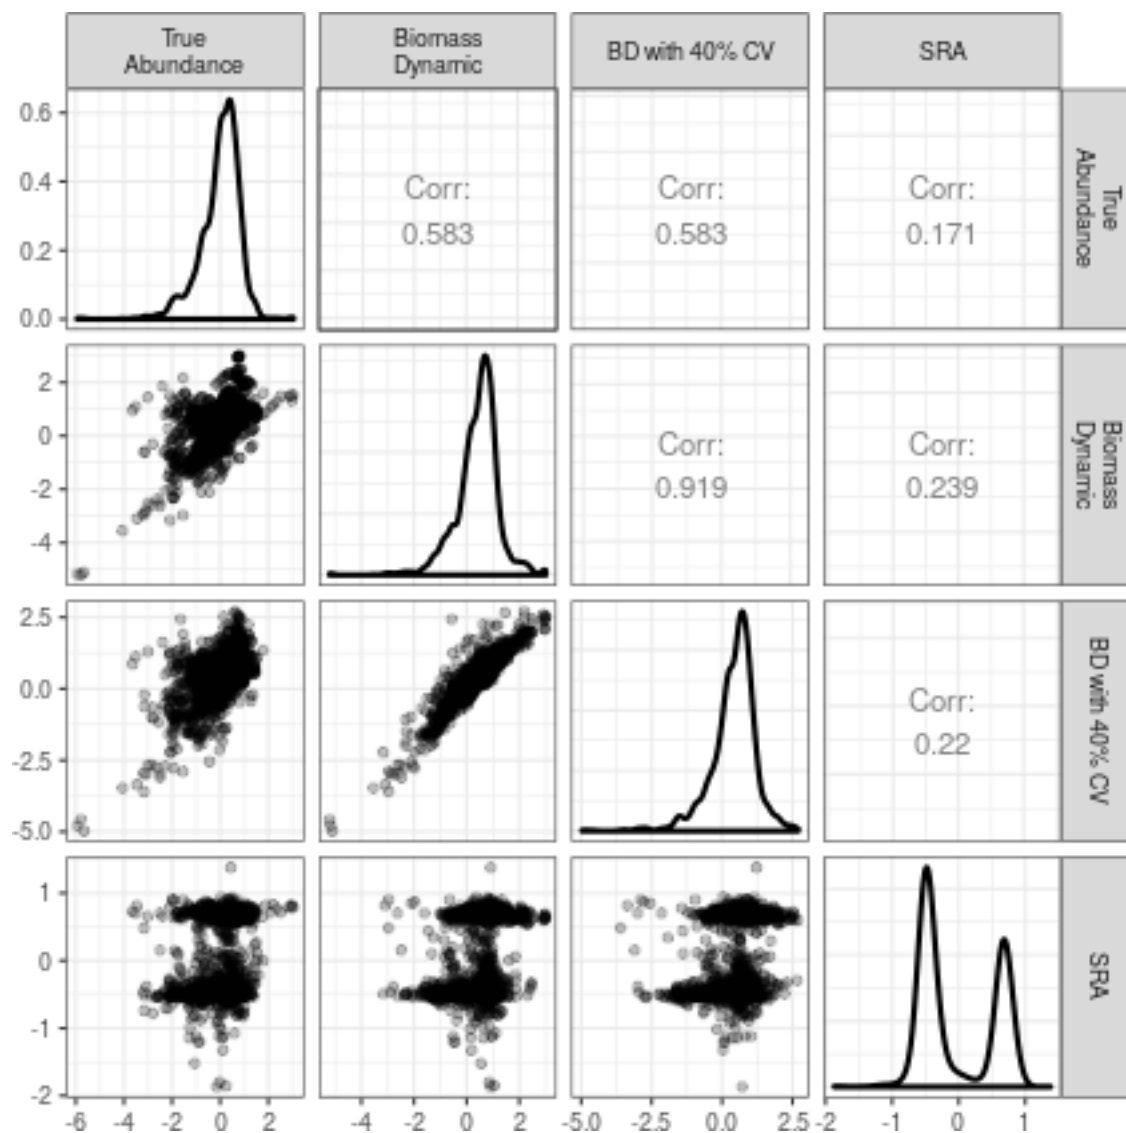 True
Abundance
Biomass
Dynamic
BD with 40% CV
SRA
0.6
0.4
0.2
0.0
Corr:
0.583
Corr:
0.583
Corr:
0.171
True
Abundance
2
0
-2
-4
Corr:
0.919
Corr:
0.239
Biomass
Dynamic
2.5
0.0
-2.5
-5.0
Corr:
0.22
BD with 40% CV
1
0
-1
-2
SRA
-6 -4 -2 0 2
-4 -2 0 2
-5.0 -2.5 0.0 2.5
-2 -1 0 1